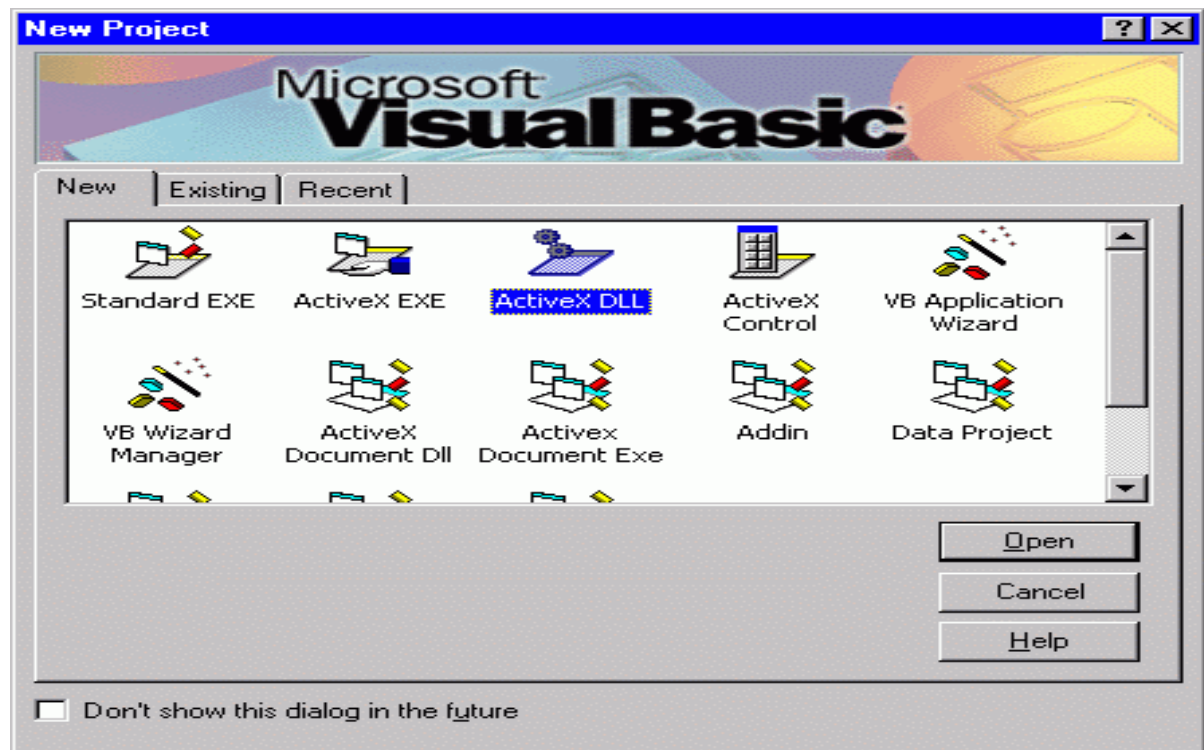 New Project
Microsoft
Visual Basic
New Existing Recent
Standard EXE
ActiveX EXE
ActiveX DLL
ActiveX
Control
VB Application
Wizard
VB Wizard
Manager
ActiveX
Document Dll
Activex
Document Exe
Addin
Data Project
Open
Cancel
Help
Don't show this dialog in the future